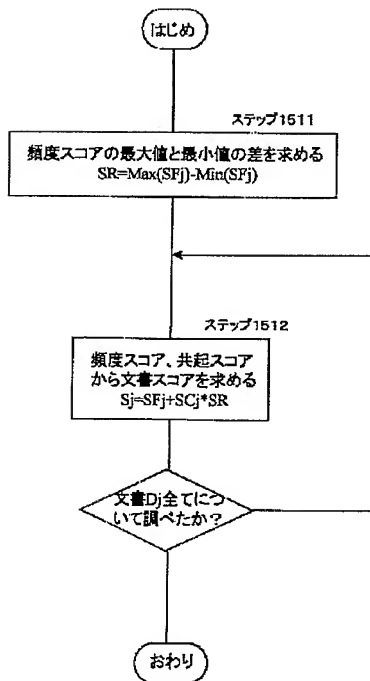 はじめ
ステップ1511
頻度スコアの最大値と最小値の差を求める
SR=Max(SFj)-Min(SFj)
ステップ1512
頻度スコア、共起スコア
から文書スコアを求める
Sj=SFj+SCj*SR
文書Dj全てにつ
いて調べたか？
おわり